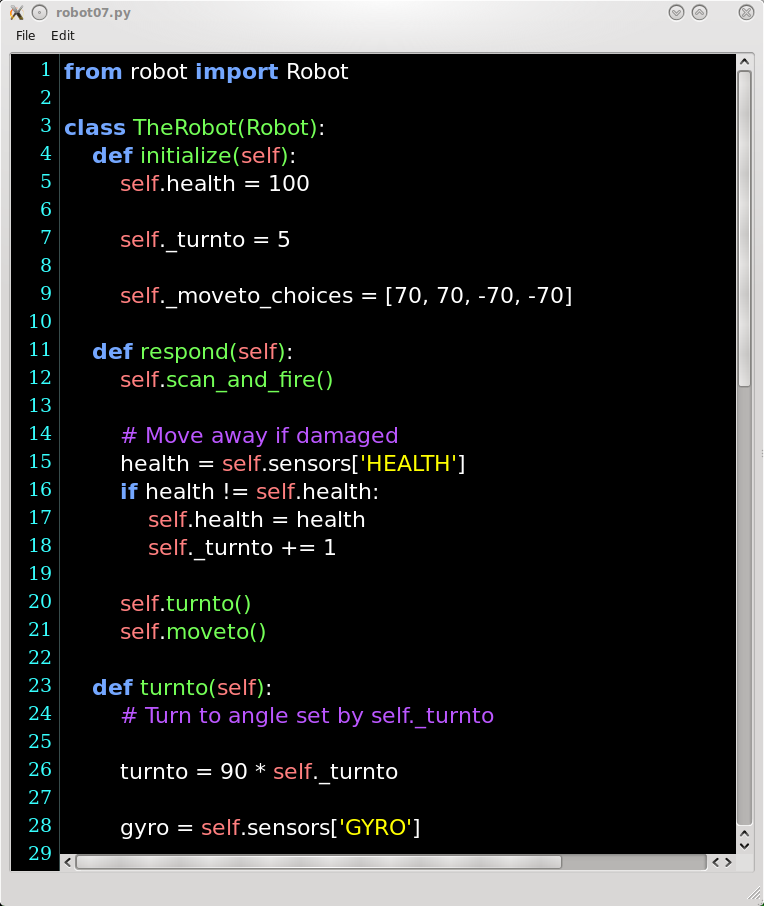 robot07.py
File Edit
1 from robot import Robot
2
3 class TheRobot(Robot):
4     def initialize(self):
5         self.health = 100
6
7         self._turnto = 5
8
9         self._moveto_choices = [70, 70, -70, -70]
10
11     def respond(self):
12         self.scan_and_fire()
13
14         # Move away if damaged
15         health = self.sensors['HEALTH']
16         if health != self.health:
17             self.health = health
18             self._turnto += 1
19
20         self.turnto()
21         self.moveto()
22
23     def turnto(self):
24         # Turn to angle set by self._turnto
25
26         turnto = 90 * self._turnto
27
28         gyro = self.sensors['GYRO']
29